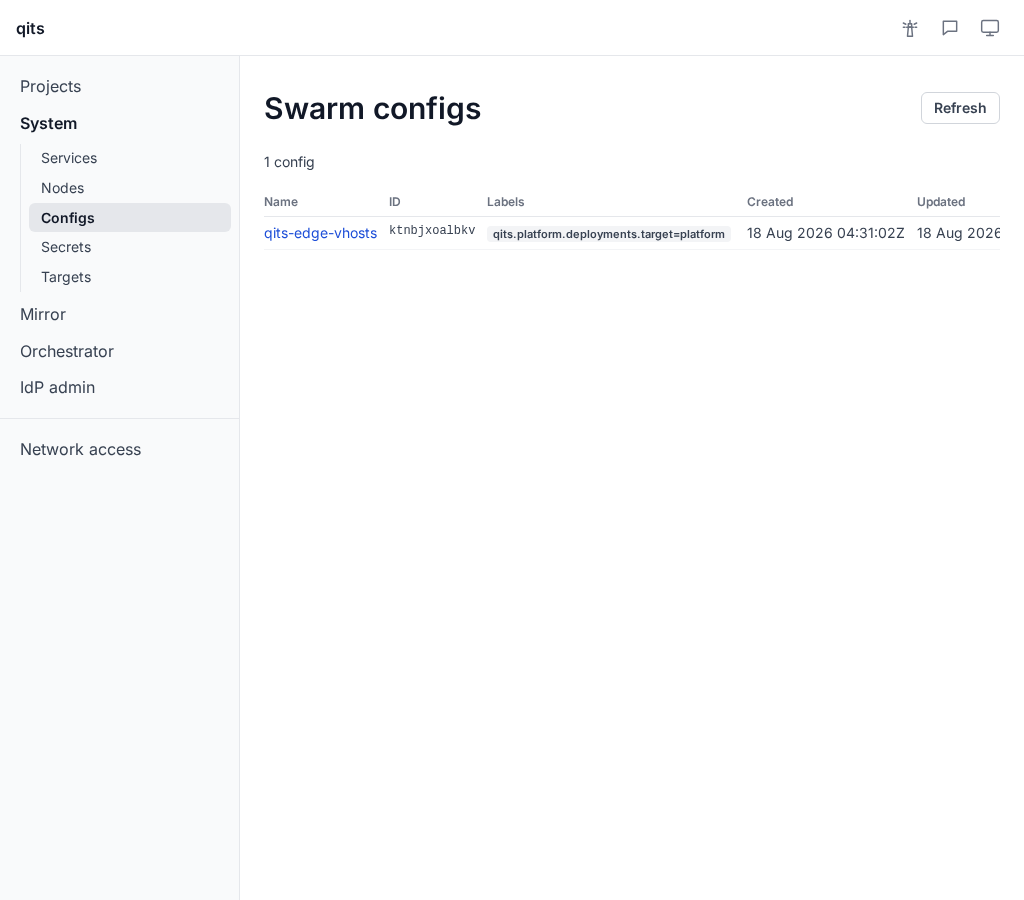 qits
Projects
System
Services
Nodes
Configs
Secrets
Targets
Mirror
Orchestrator
IdP admin
Network access
Swarm configs
Refresh
1 config
Name ID Labels Created Updated
qits-edge-vhosts ktnbjxoalbkv qits.platform.deployments.target=platform 18 Aug 2026 04:31:02Z 18 Aug 2026